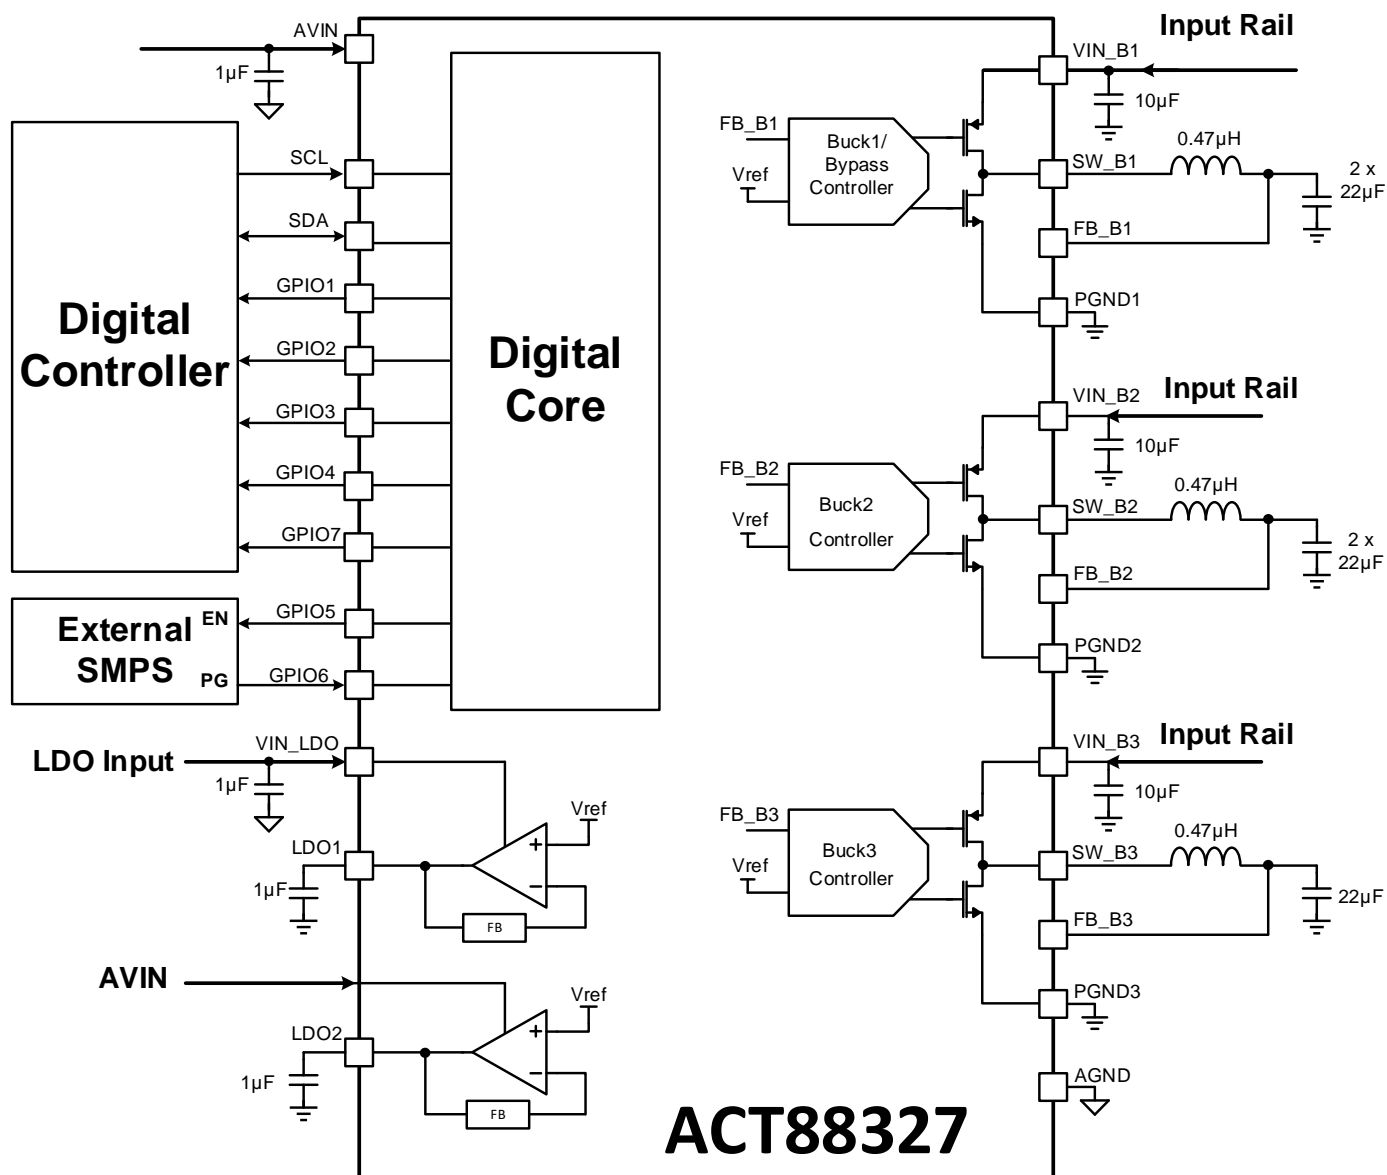 AVIN
1µF
Digital
Controller
SCL
SDA
GPIO1
GPIO2
GPIO3
GPIO4
GPIO7
External
SMPS
EN
PG
GPIO5
GPIO6
Digital
Core
LDO Input
VIN_LDO
1µF
Vref
+
−
LDO1
1µF
FB
AVIN
Vref
+
−
LDO2
1µF
FB
Input Rail
VIN_B1
10µF
FB_B1
Vref
Buck1/
Bypass
Controller
SW_B1
0.47µH
2 x
22µF
FB_B1
PGND1
Input Rail
VIN_B2
10µF
FB_B2
Vref
Buck2
Controller
SW_B2
0.47µH
2 x
22µF
FB_B2
PGND2
Input Rail
VIN_B3
10µF
FB_B3
Vref
Buck3
Controller
SW_B3
0.47µH
22µF
FB_B3
PGND3
AGND
ACT88327